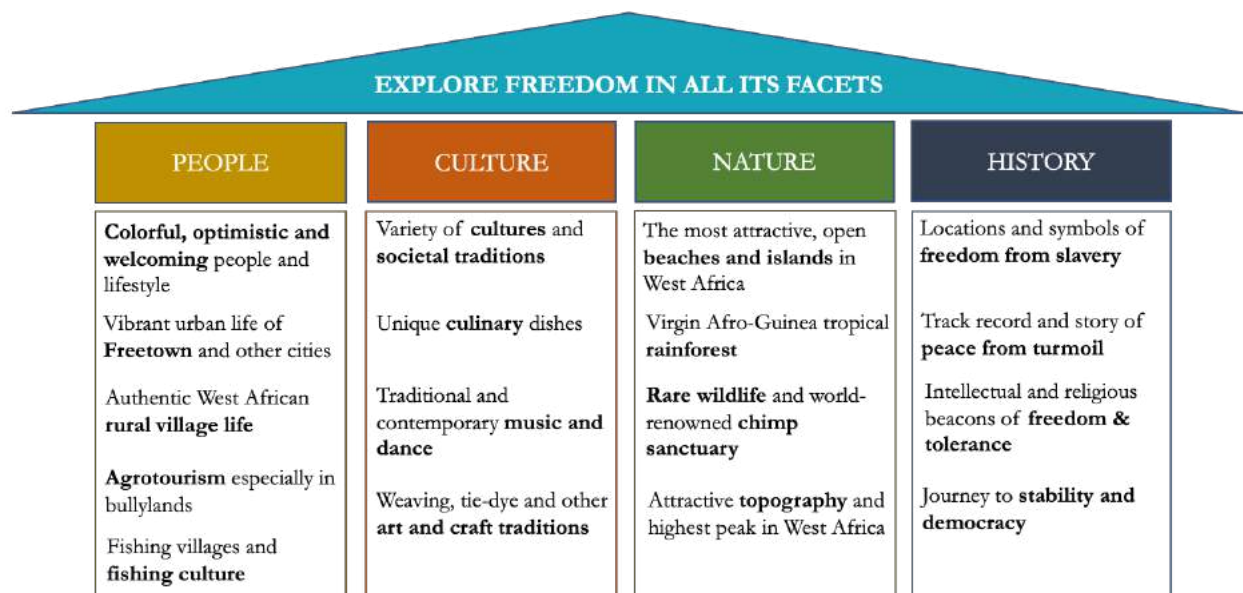 EXPLORE FREEDOM IN ALL ITS FACETS
PEOPLE
Colorful, optimistic and
welcoming people and
lifestyle
Vibrant urban life of
Freetown and other cities
Authentic West African
rural village life
Agrotourism especially in
bullylands
Fishing villages and
fishing culture
CULTURE
Variety of cultures and
societal traditions
Unique culinary dishes
Traditional and
contemporary music and
dance
Weaving, tie-dye and other
art and craft traditions
NATURE
The most attractive, open
beaches and islands in
West Africa
Virgin Afro-Guinea tropical
rainforest
Rare wildlife and world-
renowned chimp
sanctuary
Attractive topography and
highest peak in West Africa
HISTORY
Locations and symbols of
freedom from slavery
Track record and story of
peace from turmoil
Intellectual and religious
beacons of freedom &
tolerance
Journey to stability and
democracy